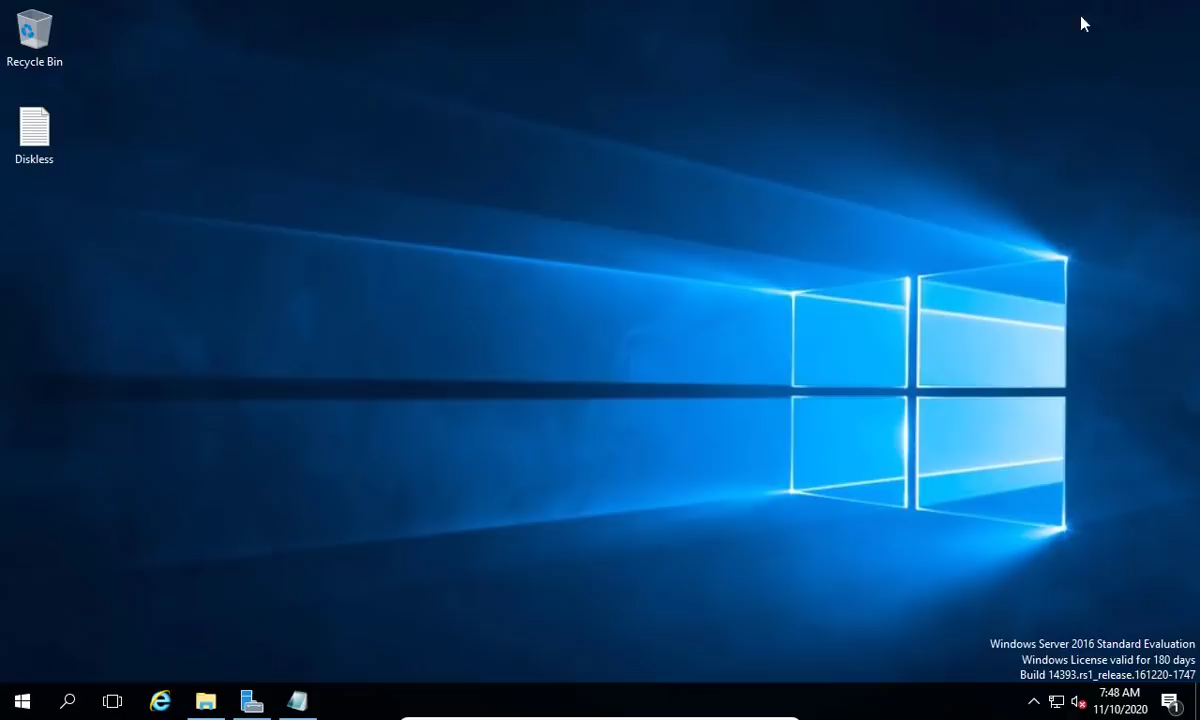 Recycle Bin
Diskless
Windows Server 2016 Standard Evaluation
Windows License valid for 180 days
Build 14393.rs1_release.161220-1747
7:48 AM
11/10/2020
1